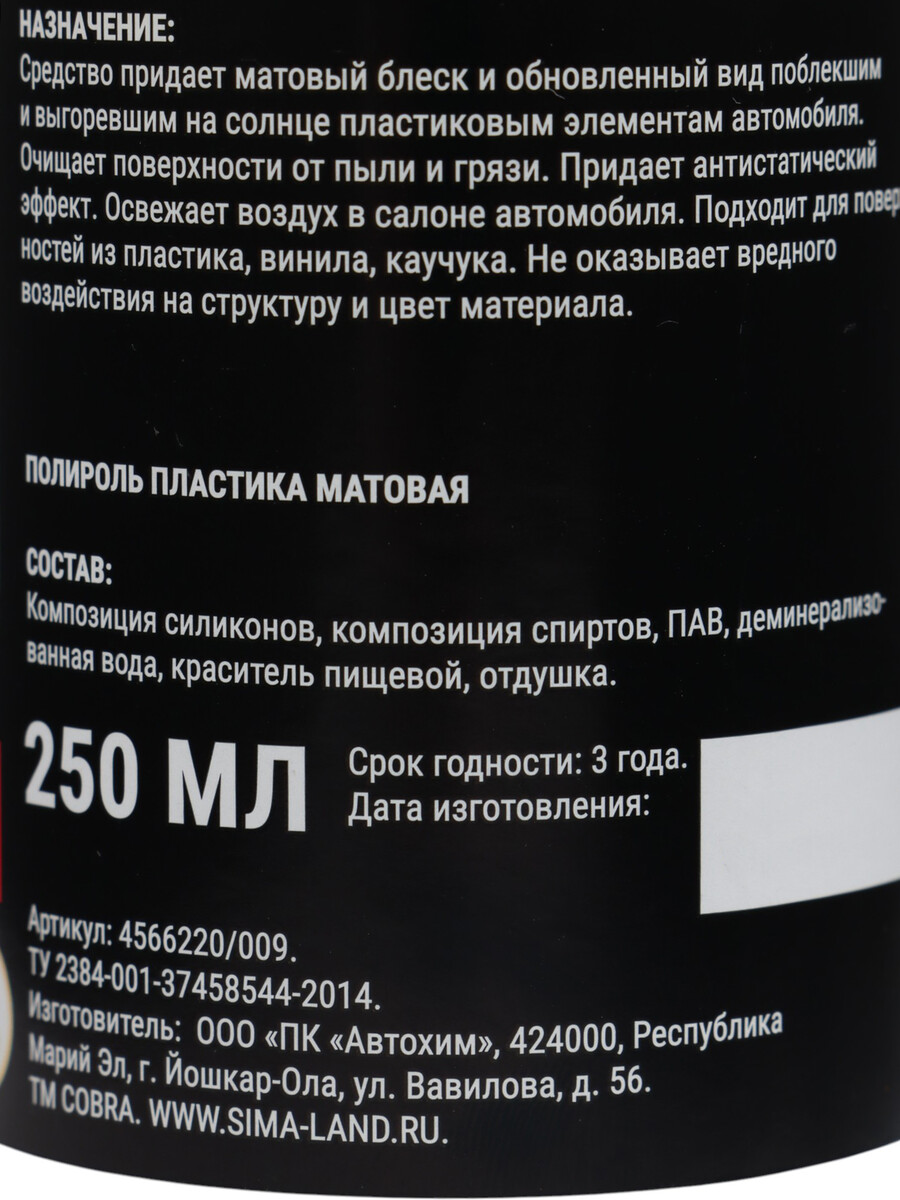 НАЗНАЧЕНИЕ:
Средство придает матовый блеск и обновленный вид поблекшим
и выгоревшим на солнце пластиковым элементам автомобиля.
Очищает поверхности от пыли и грязи. Придает антистатический
эффект. Освежает воздух в салоне автомобиля. Подходит для повер
ностей из пластика, винила, каучука. Не оказывает вредного
воздействия на структуру и цвет материала.
ПОЛИРОЛЬ ПЛАСТИКА МАТОВАЯ
СОСТАВ:
Композиция силиконов, композиция спиртов, ПАВ, деминерализо-
ванная вода, краситель пищевой, отдушка.
250 МЛ
Срок годности: 3 года.
Дата изготовления:
Артикул: 4566220/009.
ТУ 2384-001-37458544-2014.
Изготовитель: ООО «ПК «Автохим», 424000, Республика
Марий Эл, г. Йошкар-Ола, ул. Вавилова, д. 56.
TM COBRA. WWW.SIMA-LAND.RU.